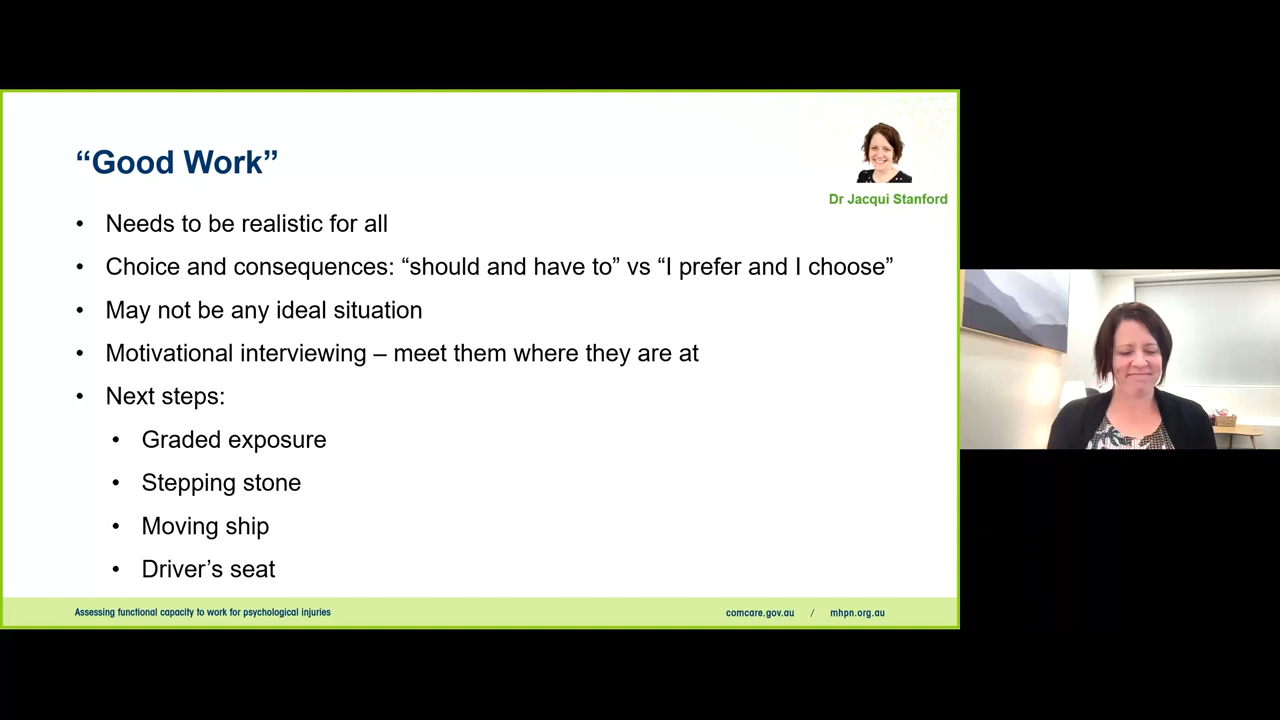 “Good Work”
Dr Jacqui Stanford
• Needs to be realistic for all
• Choice and consequences: “should and have to” vs “I prefer and I choose”
• May not be any ideal situation
• Motivational interviewing – meet them where they are at
• Next steps:
• Graded exposure
• Stepping stone
• Moving ship
• Driver’s seat
Assessing functional capacity to work for psychological injuries
comcare.gov.au / mhpn.org.au